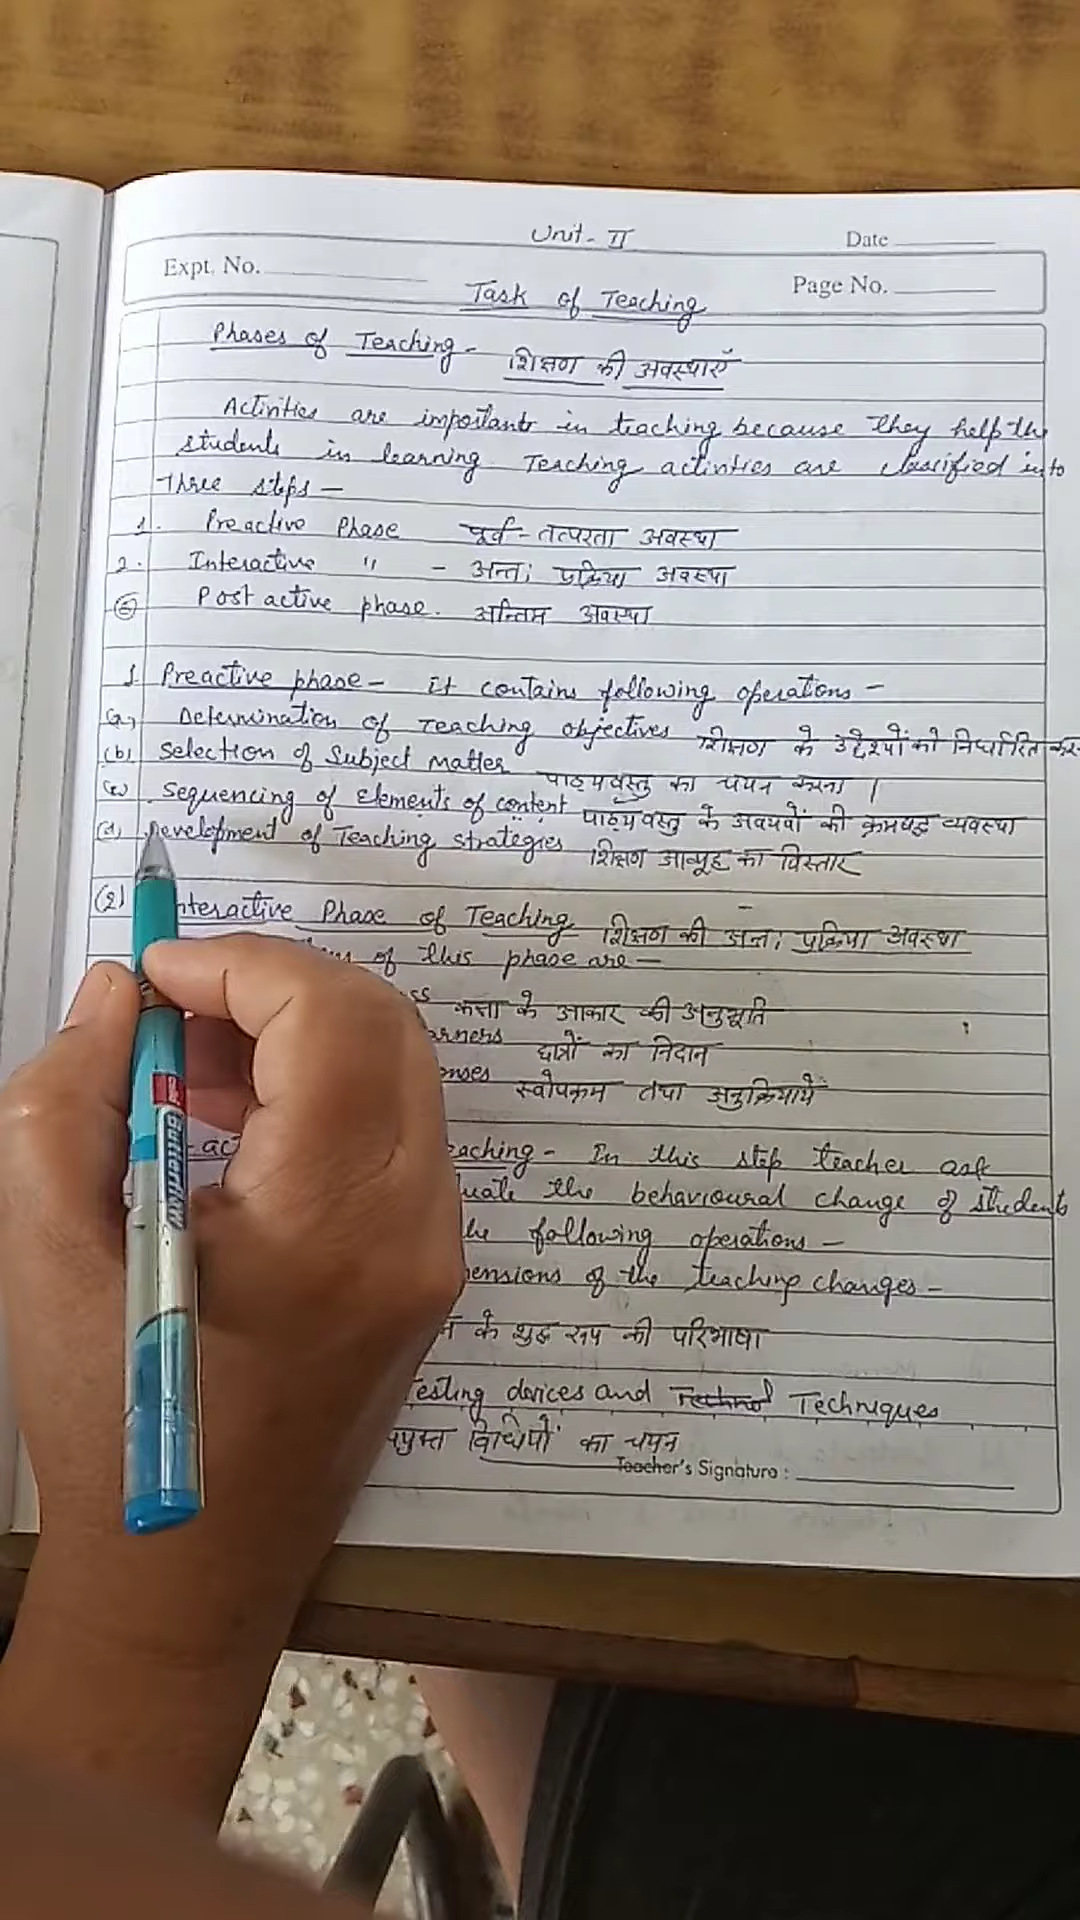 Unit - II
Date
Expt. No.
Page No.
Task of Teaching
Phases of Teaching - शिक्षण की अवस्थाएँ
Activities are important in teaching because they help the
students in learning. Teaching activities are classified into
Three steps —
1. Preactive Phase पूर्व - तत्परता अवस्था
2. Interactive " - अन्तः प्रक्रिया अवस्था
Post active phase. अन्तिम अवस्था
1. Preactive phase - it contains following operations -
(a) Determination of Teaching objectives शिक्षण के उद्देश्यों को निर्धारित
(b) Selection of Subject Matter पाठ्यवस्तु का चयन करना ।
(c) Sequencing of Elements of content पाठ्यवस्तु के अवयवों की क्रमबद्ध व्यवस्था
(d) Development of Teaching strategies शिक्षण आव्यूह का विस्तार
(2) Interactive Phase of Teaching शिक्षण की अन्तः प्रक्रिया अवस्था
of this phase are —
कक्षा के आकार की अनुभूति
छात्रों का निदान
स्वोपक्रम तथा अनुक्रियायें
- In this step teacher ask
the behavioural change of students
following operations —
of the teaching changes -
के शुद्ध रूप की परिभाषा
Testing devices and Techniques
विधियों का चयन
Teacher's Signature :
Butterflow